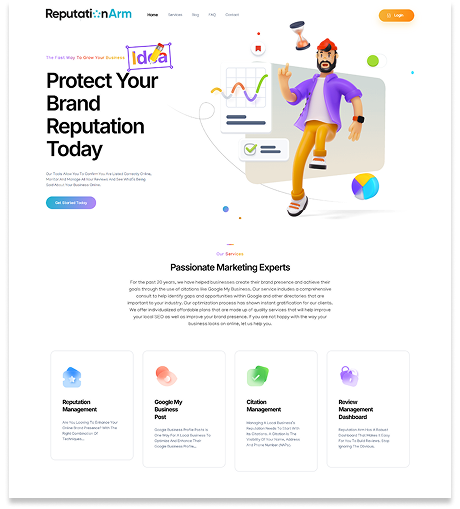 ReputationArm
Home Services Blog FAQ Contact
Login
The Fast Way To Grow Your Business
Idea
Protect Your
Brand
Reputation
Today
Our Tools Allow You To Confirm You Are Listed Correctly Online,
Monitor And Manage All Your Reviews And See What's Being
Said About Your Business Online.
Get Started Today
Our Services
Passionate Marketing Experts
For the past 20 years, we have helped businesses create their brand presence and achieve their
goals through the use of citations like Google My Business. Our service includes a comprehensive
consult to help identify gaps and opportunities within Google and other directories that are
important to your industry. Our optimization process has shown instant gratification for our clients.
We offer individualized affordable plans that are made up of quality services that will help improve
your local SEO as well as improve your brand presence. If you are not happy with the way your
business looks on online, let us help you.
Reputation
Management
Are You Looking To Enhance Your
Online Brand Presence? With The
Right Combination Of
Techniques...
Google My
Business
Post
Google Business Profile Posts Is
One Way For A Local Business To
Optimize And Enhance Their
Google Business Profile...
Citation
Management
Managing A Local Business's
Reputation Needs To Start With
Its Citations. A Citation Is The
Visibility Of Your Name, Address
And Phone Number (NAP)...
Review
Management
Dashboard
Reputation Arm Has A Robust
Dashboard That Makes It Easy
For You To Build Reviews. Stop
Ignoring The Obvious.